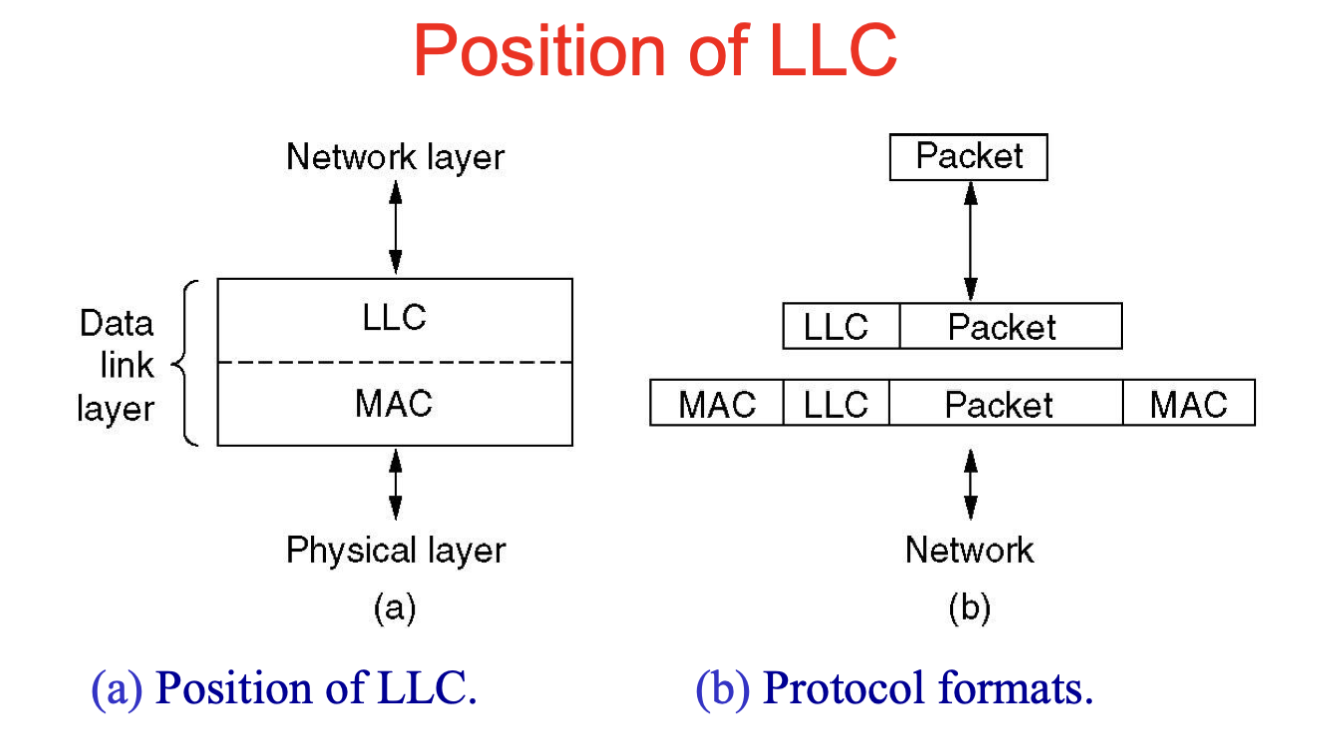 Position of LLC
Network layer
Data
link
layer
LLC
MAC
Physical layer
(a)
Packet
LLC Packet
MAC LLC Packet MAC
Network
(b)
(a) Position of LLC.
(b) Protocol formats.